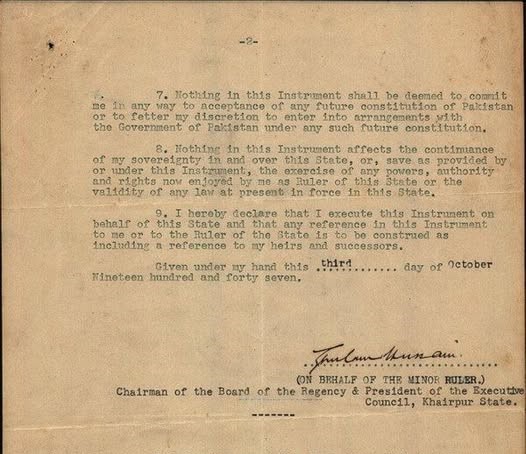 -2-
7. Nothing in this Instrument shall be deemed to commit
me in any way to acceptance of any future constitution of Pakistan
or to fetter my discretion to enter into arrangements with
the Government of Pakistan under any such future constitution.
8. Nothing in this Instrument affects the continuance
of my sovereignty in and over this State, or, save as provided by
or under this Instrument, the exercise of any powers, authority
and rights now enjoyed by me as Ruler of this State or the
validity of any law at present in force in this State.
9. I hereby declare that I execute this Instrument on
behalf of this State and that any reference in this Instrument
to me or to the Ruler of the State is to be construed as
including a reference to my heirs and successors.
Given under my hand this ...third....... day of October
Nineteen hundred and forty seven.
Ghulam Hussain.
(ON BEHALF OF THE MINOR RULER.)
Chairman of the Board of the Regency & President of the Executive
Council, Khairpur State.
-------